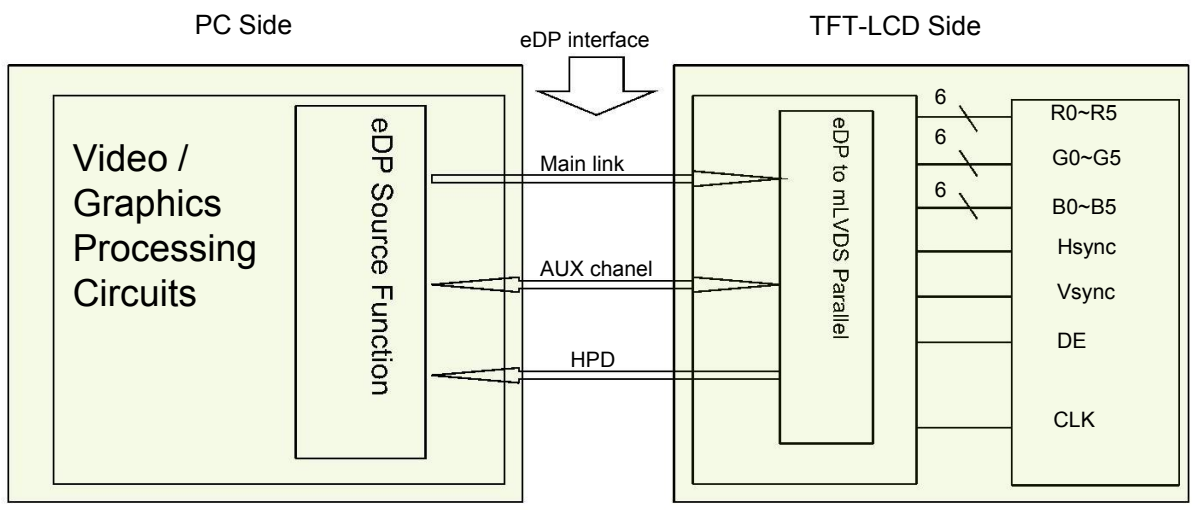 PC Side
eDP interface
TFT-LCD Side
Video /
Graphics
Processing
Circuits
eDP Source Function
Main link
AUX chanel
HPD
eDP to mLVDS Parallel
6
R0~R5
6
G0~G5
6
B0~B5
Hsync
Vsync
DE
CLK